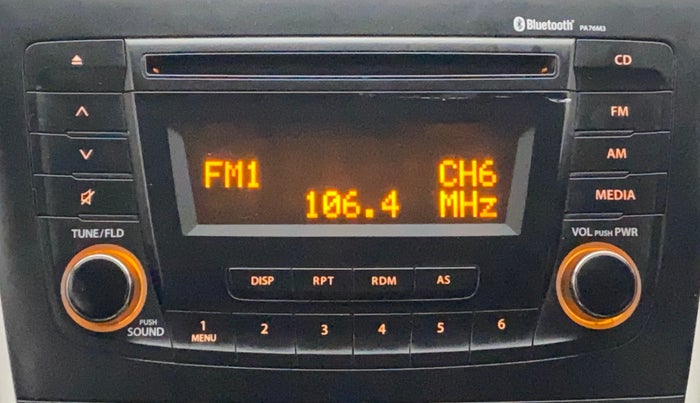 Bluetooth PA76M3
CD
FM
AM
MEDIA
FM1 CH6
106.4 MHz
TUNE/FLD
VOL PUSH PWR
DISP RPT RDM AS
PUSH
SOUND
1 2 3 4 5 6
MENU